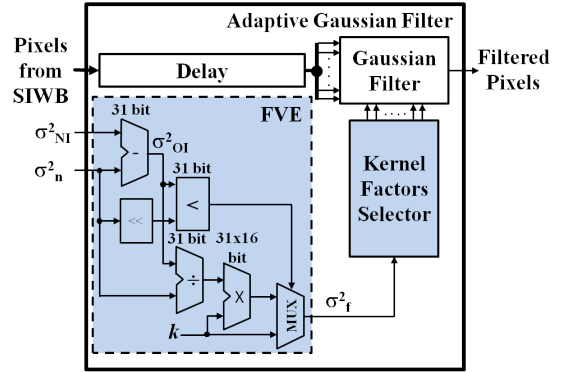 Adaptive Gaussian Filter
Pixels
from
SIWB
Delay
Gaussian
Filter
Filtered
Pixels
31 bit
FVE
σ²NI
σ²n
-
σ²OI
31 bit
<
<<
Kernel
Factors
Selector
31 bit
31x16
bit
÷
X
MUX
σ²f
k